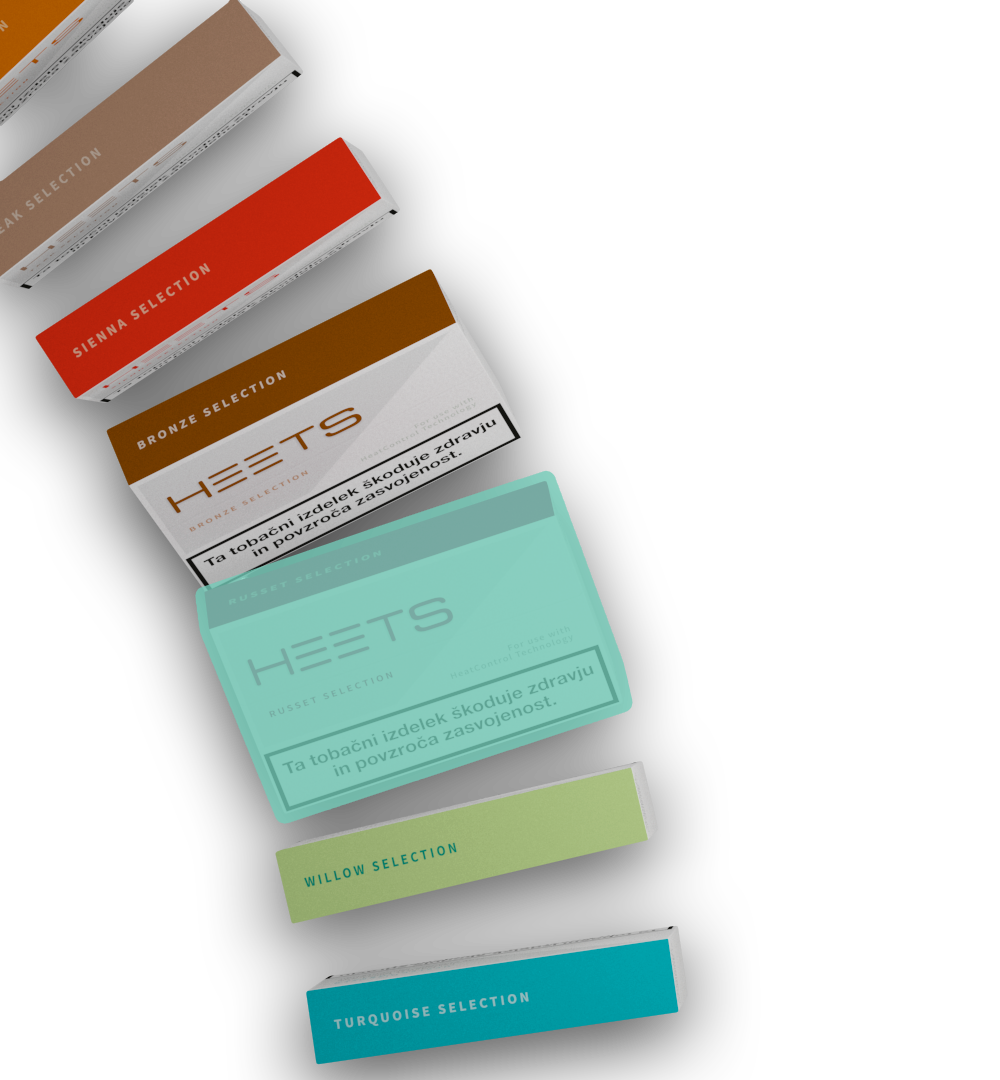 SELECTION
SIENNA SELECTION
BRONZE SELECTION
HEETS
BRONZE SELECTION
For use with
HeatControl Technology
Ta tobačni izdelek škoduje zdravju
in povzroča zasvojenost.
RUSSET SELECTION
HEETS
RUSSET SELECTION
For use with
HeatControl Technology
Ta tobačni izdelek škoduje zdravju
in povzroča zasvojenost.
WILLOW SELECTION
TURQUOISE SELECTION